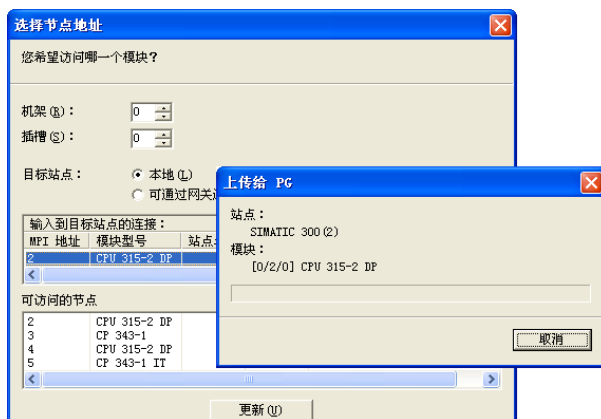 选择节点地址
您希望访问哪一个模块？
机架(R)：
0
插槽(S)：
0
目标站点：
本地(L)
可通过网关
输入到目标站点的连接：
MPI 地址 模块型号 站点
2 CPU 315-2 DP
可访问的节点
2 CPU 315-2 DP
3 CP 343-1
4 CPU 315-2 DP
5 CP 343-1 IT
更新(U)
上传给 PG
站点：
SIMATIC 300(2)
模块：
[0/2/0] CPU 315-2 DP
取消